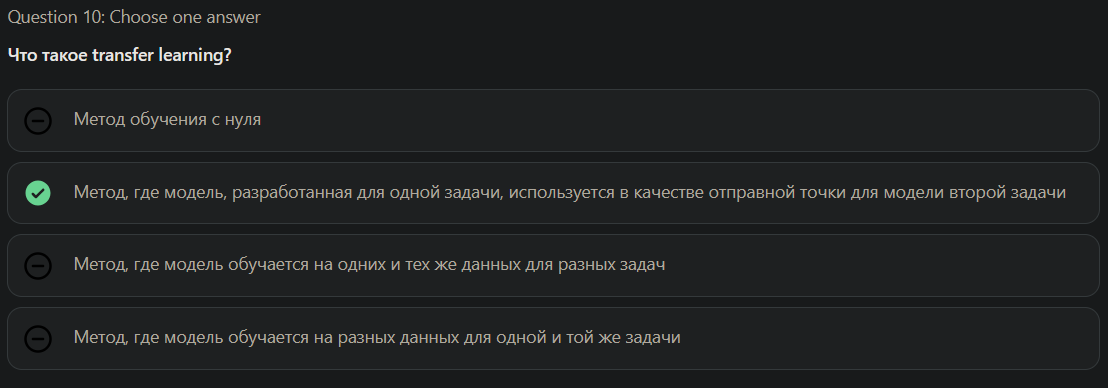 Question 10: Choose one answer
Что такое transfer learning?
Метод обучения с нуля
Метод, где модель, разработанная для одной задачи, используется в качестве отправной точки для модели второй задачи
Метод, где модель обучается на одних и тех же данных для разных задач
Метод, где модель обучается на разных данных для одной и той же задачи